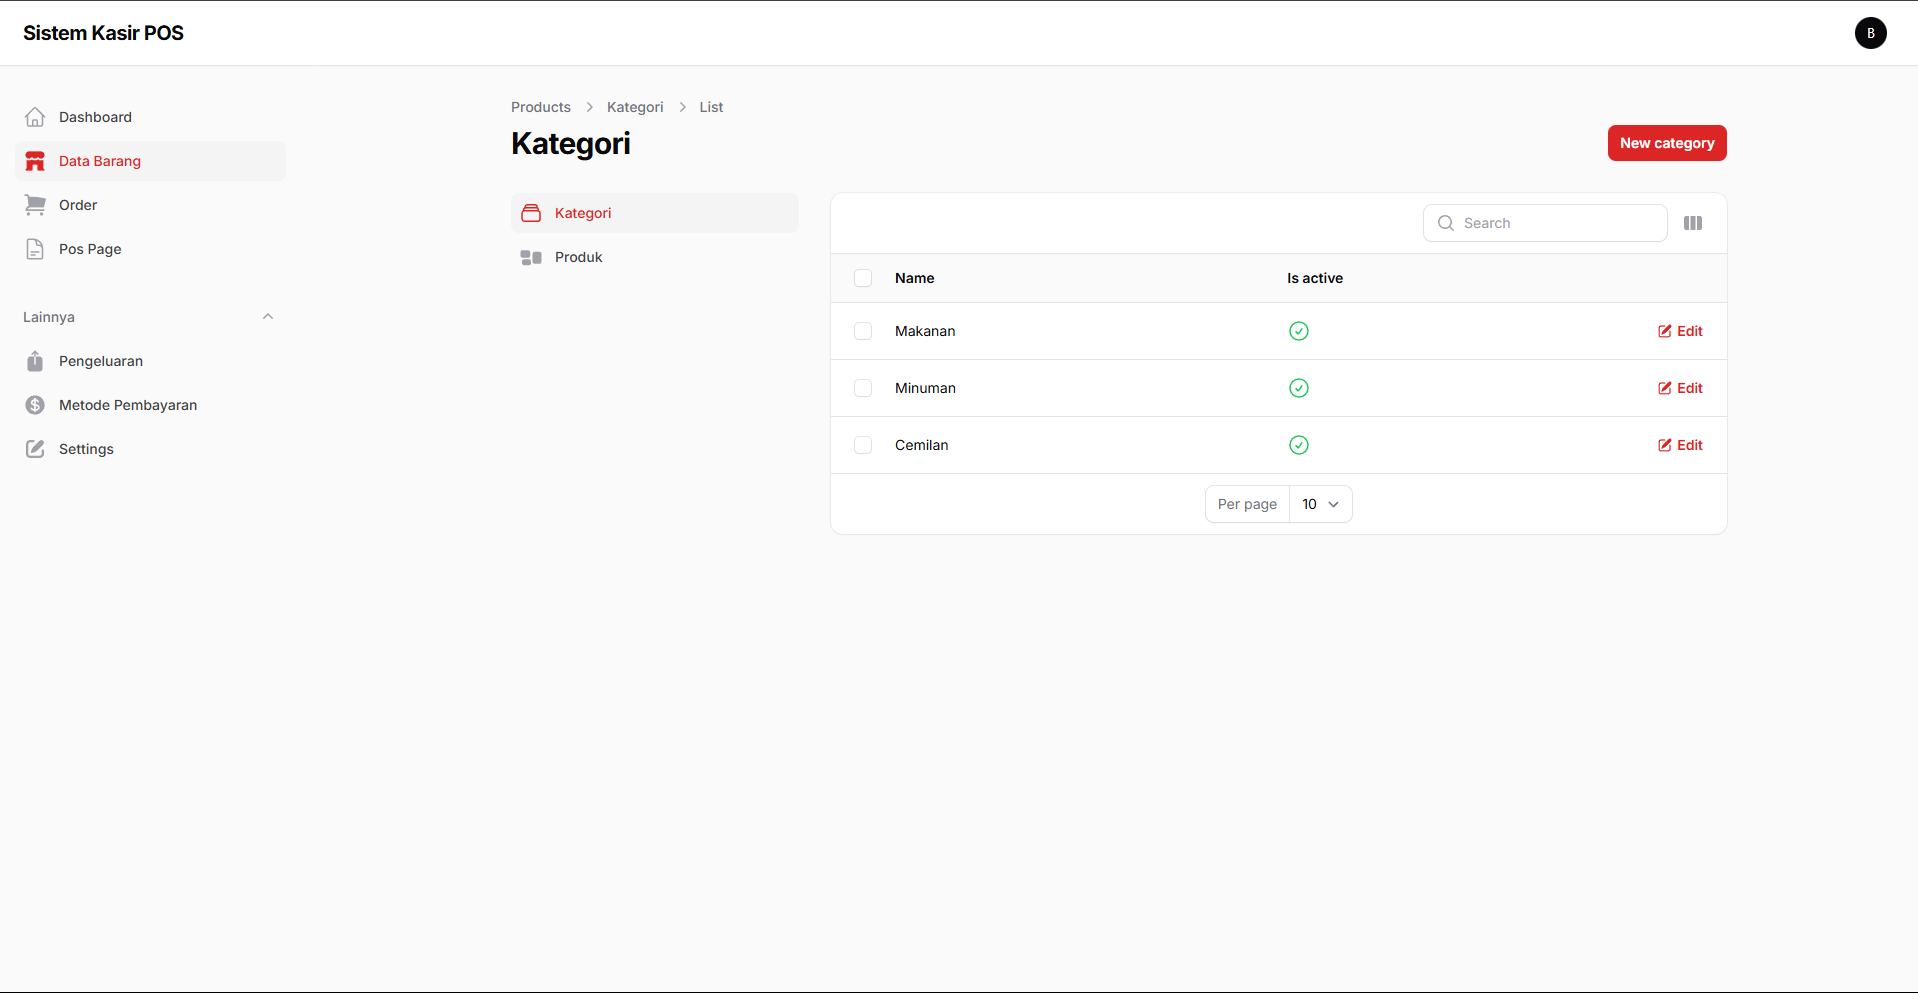 Sistem Kasir POS
B
Dashboard
Data Barang
Order
Pos Page
Lainnya
Pengeluaran
Metode Pembayaran
Settings
Products > Kategori > List
Kategori
New category
Kategori
Produk
Search
Name Is active
Makanan Edit
Minuman Edit
Cemilan Edit
Per page 10